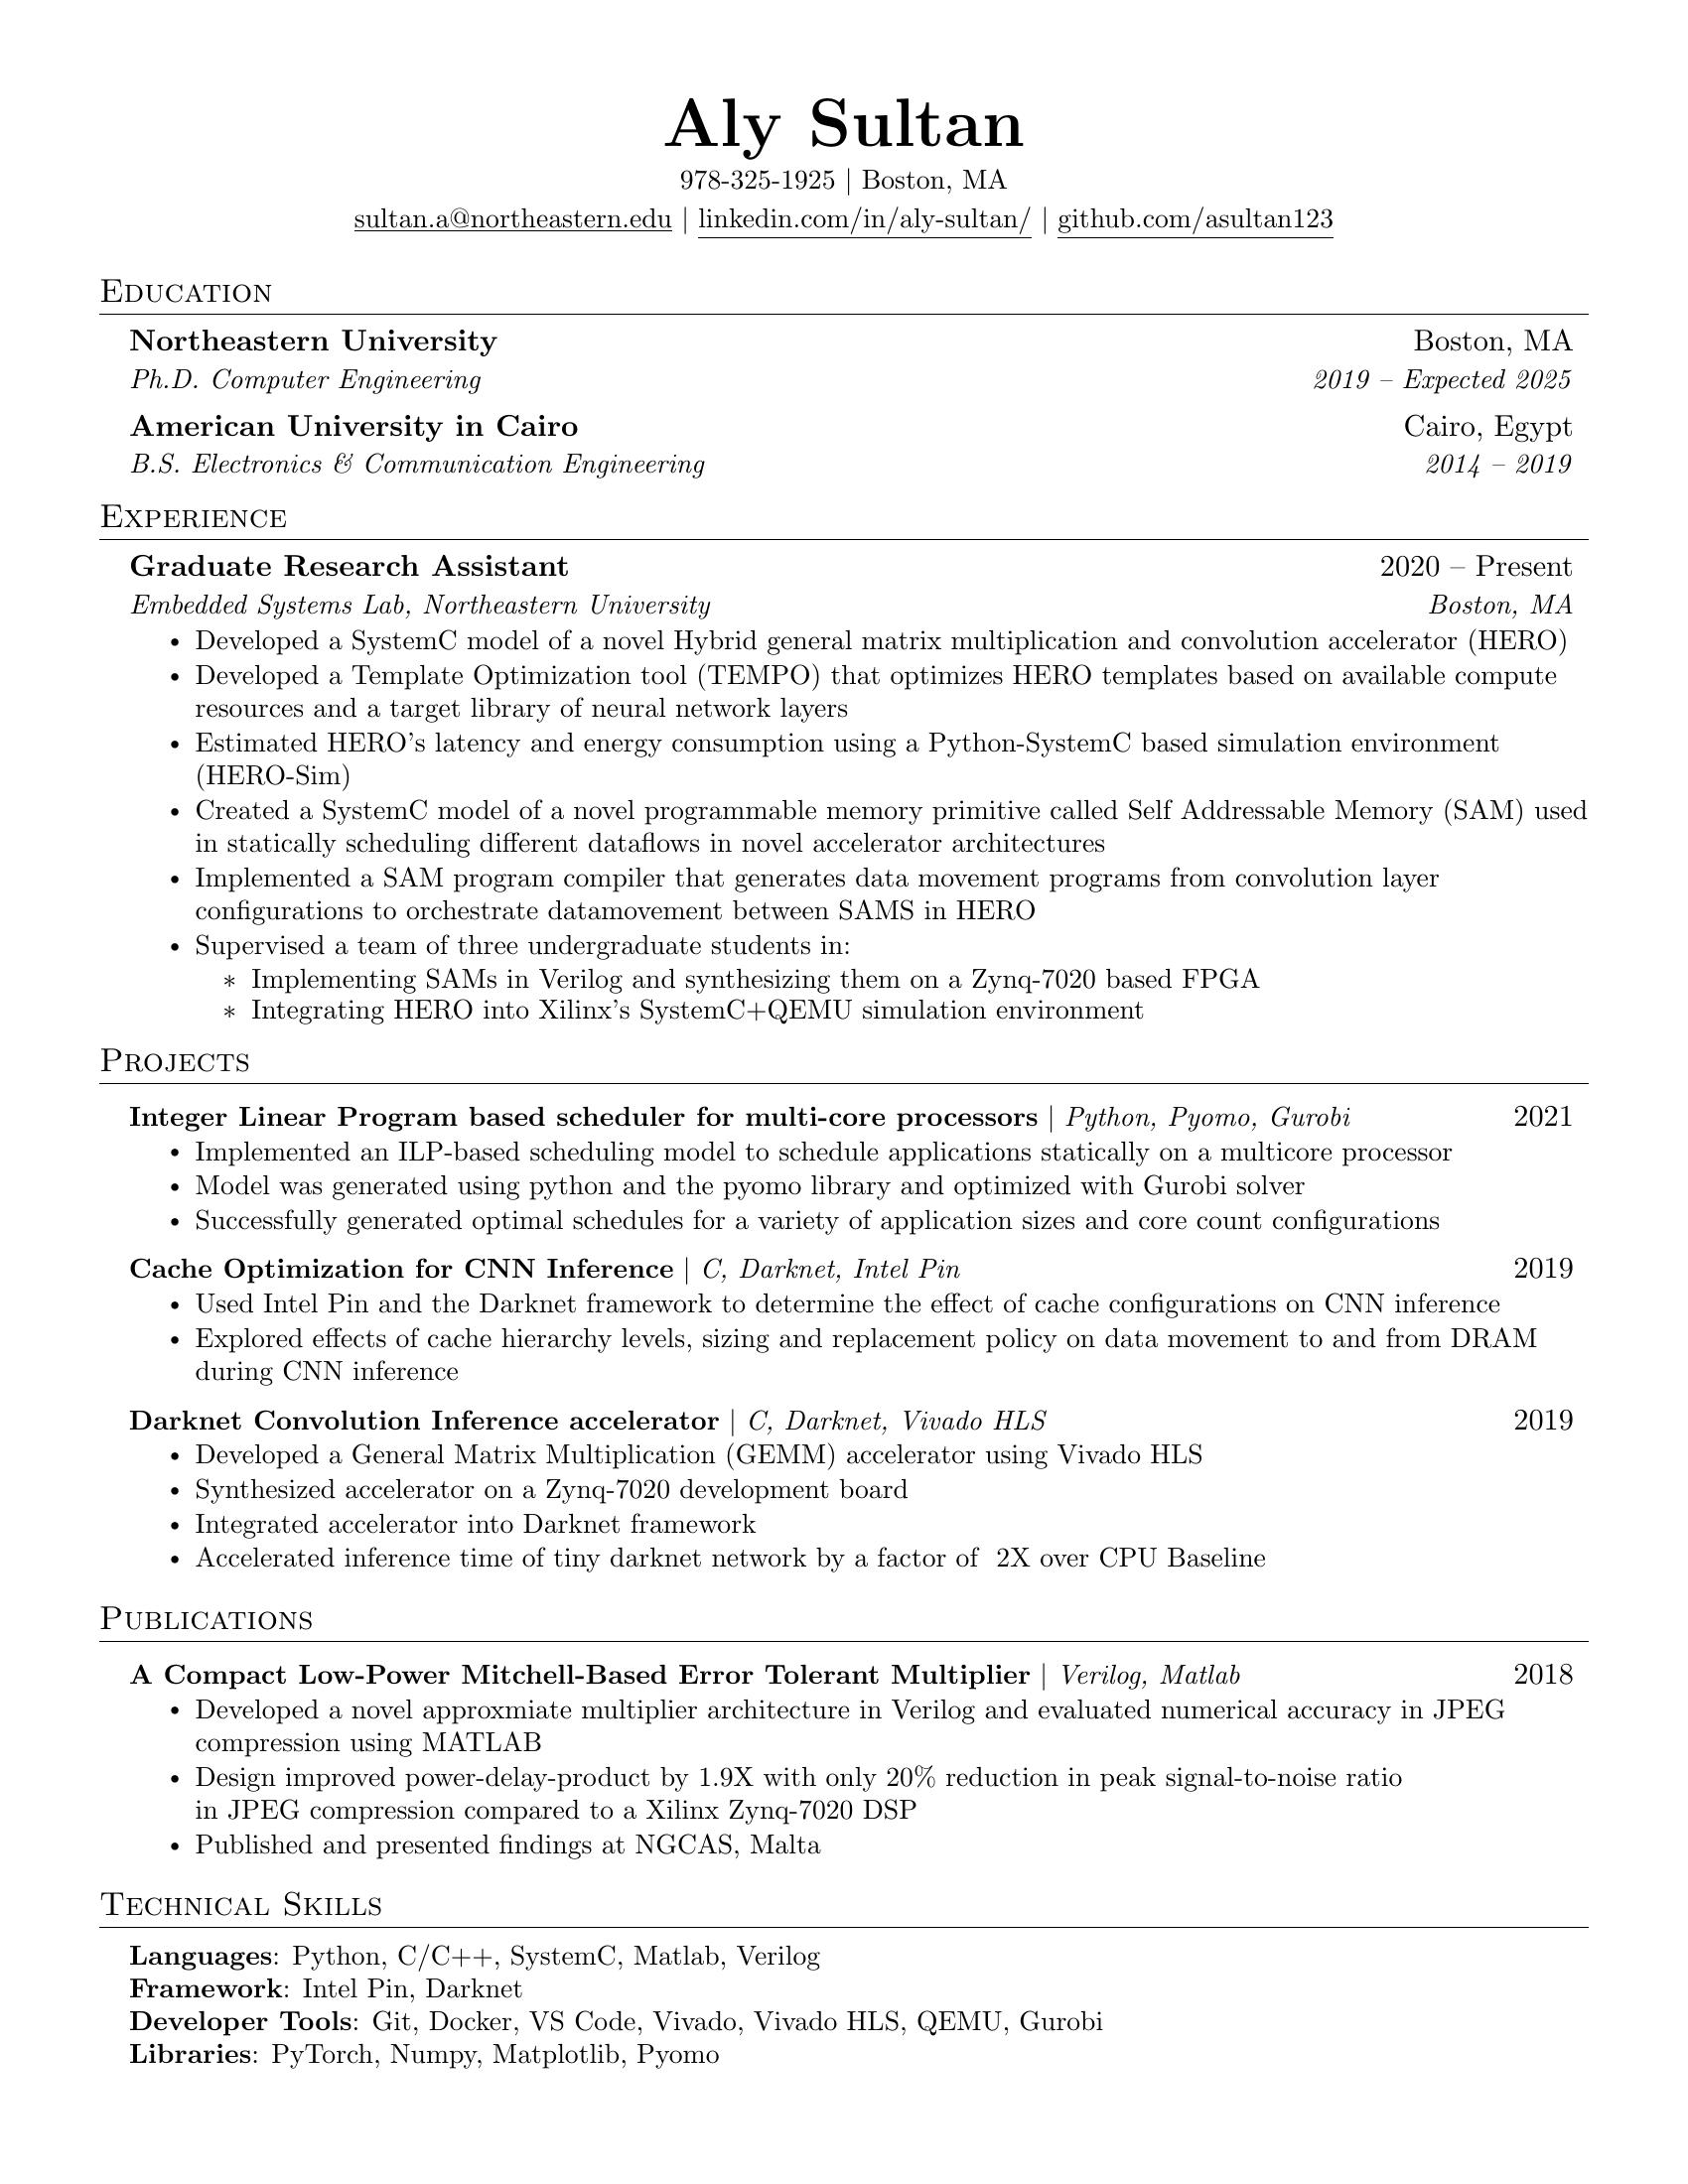 Aly Sultan
978-325-1925 | Boston, MA
sultan.a@northeastern.edu | linkedin.com/in/aly-sultan/ | github.com/asultan123
Education
Northeastern University Boston, MA
Ph.D. Computer Engineering 2019 – Expected 2025
American University in Cairo Cairo, Egypt
B.S. Electronics & Communication Engineering 2014 – 2019
Experience
Graduate Research Assistant 2020 – Present
Embedded Systems Lab, Northeastern University Boston, MA
• Developed a SystemC model of a novel Hybrid general matrix multiplication and convolution accelerator (HERO)
• Developed a Template Optimization tool (TEMPO) that optimizes HERO templates based on available compute
resources and a target library of neural network layers
• Estimated HERO's latency and energy consumption using a Python-SystemC based simulation environment
(HERO-Sim)
• Created a SystemC model of a novel programmable memory primitive called Self Addressable Memory (SAM) used
in statically scheduling different dataflows in novel accelerator architectures
• Implemented a SAM program compiler that generates data movement programs from convolution layer
configurations to orchestrate datamovement between SAMS in HERO
• Supervised a team of three undergraduate students in:
∗ Implementing SAMs in Verilog and synthesizing them on a Zynq-7020 based FPGA
∗ Integrating HERO into Xilinx's SystemC+QEMU simulation environment
Projects
Integer Linear Program based scheduler for multi-core processors | Python, Pyomo, Gurobi 2021
• Implemented an ILP-based scheduling model to schedule applications statically on a multicore processor
• Model was generated using python and the pyomo library and optimized with Gurobi solver
• Successfully generated optimal schedules for a variety of application sizes and core count configurations
Cache Optimization for CNN Inference | C, Darknet, Intel Pin 2019
• Used Intel Pin and the Darknet framework to determine the effect of cache configurations on CNN inference
• Explored effects of cache hierarchy levels, sizing and replacement policy on data movement to and from DRAM
during CNN inference
Darknet Convolution Inference accelerator | C, Darknet, Vivado HLS 2019
• Developed a General Matrix Multiplication (GEMM) accelerator using Vivado HLS
• Synthesized accelerator on a Zynq-7020 development board
• Integrated accelerator into Darknet framework
• Accelerated inference time of tiny darknet network by a factor of 2X over CPU Baseline
Publications
A Compact Low-Power Mitchell-Based Error Tolerant Multiplier | Verilog, Matlab 2018
• Developed a novel approxmiate multiplier architecture in Verilog and evaluated numerical accuracy in JPEG
compression using MATLAB
• Design improved power-delay-product by 1.9X with only 20% reduction in peak signal-to-noise ratio
in JPEG compression compared to a Xilinx Zynq-7020 DSP
• Published and presented findings at NGCAS, Malta
Technical Skills
Languages: Python, C/C++, SystemC, Matlab, Verilog
Framework: Intel Pin, Darknet
Developer Tools: Git, Docker, VS Code, Vivado, Vivado HLS, QEMU, Gurobi
Libraries: PyTorch, Numpy, Matplotlib, Pyomo